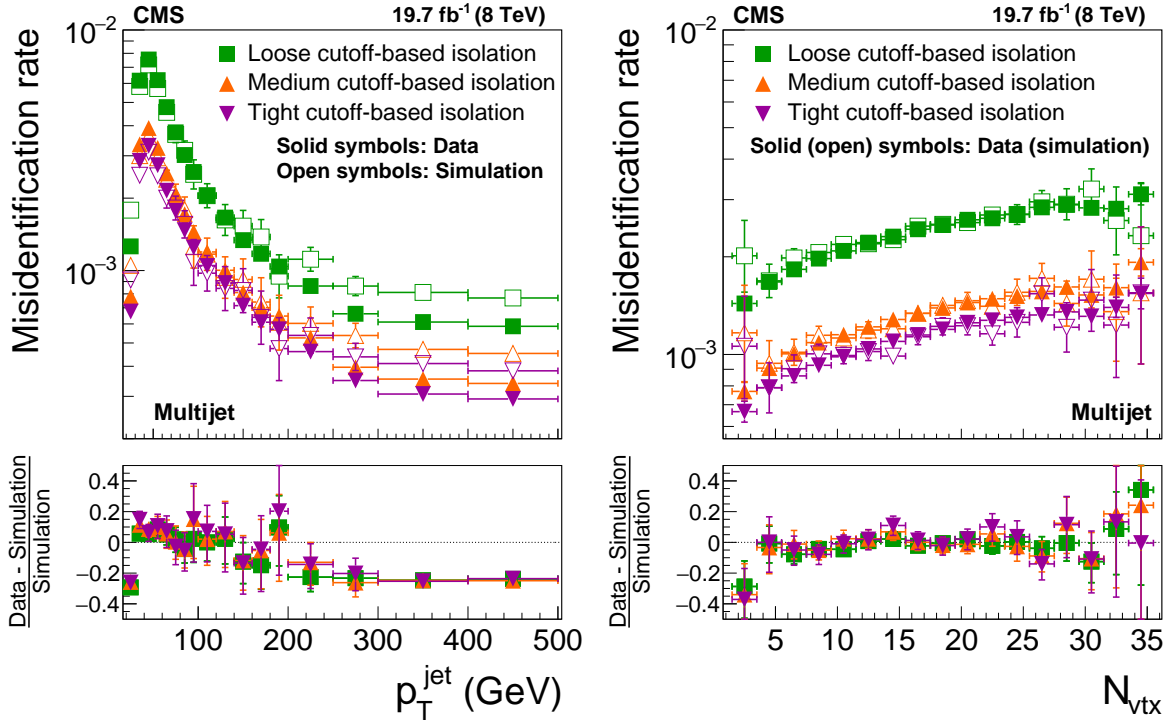 CMS 19.7 fb⁻¹ (8 TeV)
10⁻²
Loose cutoff-based isolation
Medium cutoff-based isolation
Tight cutoff-based isolation
Solid symbols: Data
Open symbols: Simulation
10⁻³
Misidentification rate
Multijet
Data - Simulation
Simulation
0.4
0.2
0
−0.2
−0.4
100 200 300 400 500
p_T^jet (GeV)
CMS 19.7 fb⁻¹ (8 TeV)
10⁻²
Loose cutoff-based isolation
Medium cutoff-based isolation
Tight cutoff-based isolation
Solid (open) symbols: Data (simulation)
10⁻³
Misidentification rate
Multijet
Data - Simulation
Simulation
0.4
0.2
0
−0.2
−0.4
5 10 15 20 25 30 35
N_vtx